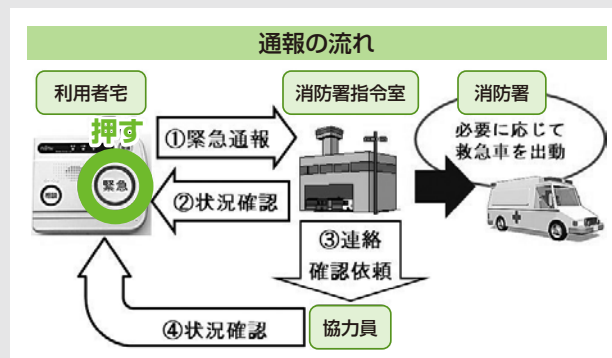 通報の流れ
利用者宅
消防署指令室
消防署
押す
緊急
相談
①緊急通報
必要に応じて
救急車を出動
②状況確認
③連絡
確認依頼
④状況確認
協力員